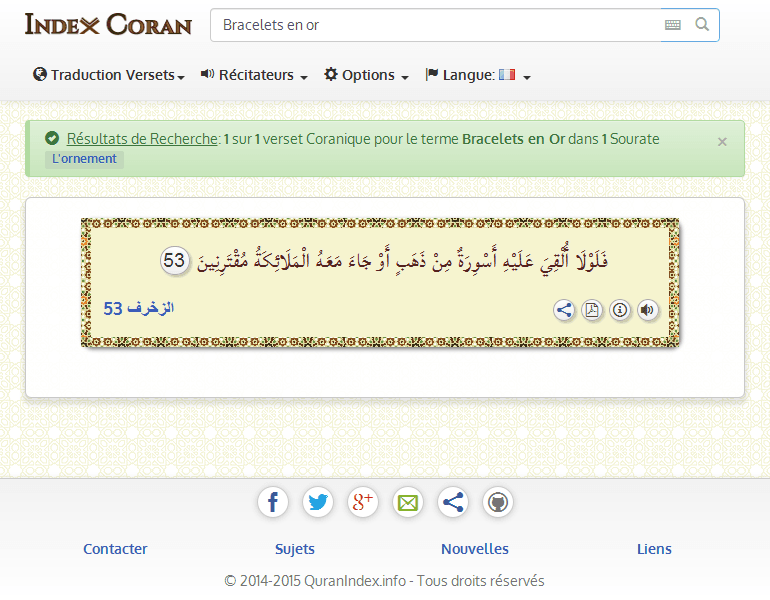 INDEX CORAN
Bracelets en or
Traduction Versets Récitateurs Options Langue:
Résultats de Recherche: 1 sur 1 verset Coranique pour le terme Bracelets en Or dans 1 Sourate ×
L'ornement
فَلَوْلَا أُلْقِيَ عَلَيْهِ أَسْوِرَةٌ مِنْ ذَهَبٍ أَوْ جَاءَ مَعَهُ الْمَلَائِكَةُ مُقْتَرِنِينَ 53
الزخرف 53
Contacter Sujets Nouvelles Liens
© 2014-2015 QuranIndex.info - Tous droits réservés